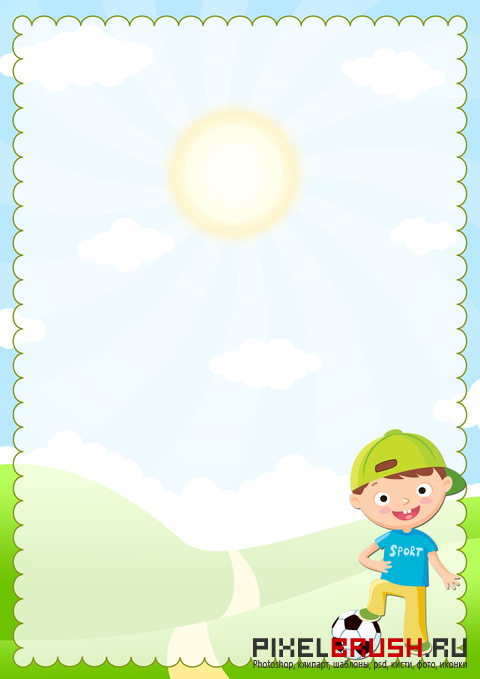 SPORT
PIXELBRUSH.RU
Photoshop, клипарт, шаблоны, psd, кисти, фото, иконки